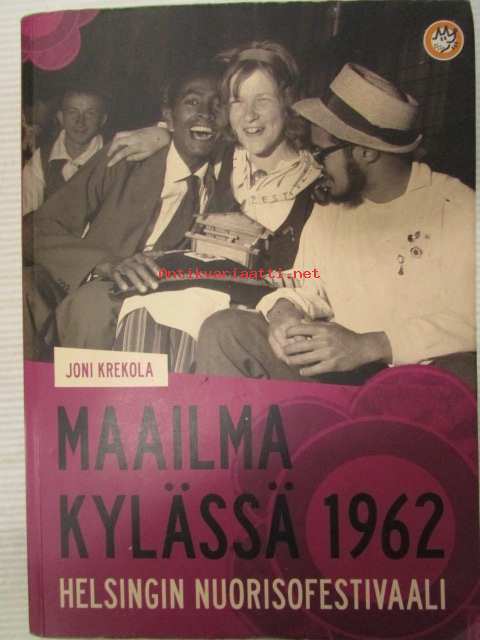 Antikvariaatti.net
JONI KREKOLA
MAAILMA
KYLÄSSÄ 1962
HELSINGIN NUORISOFESTIVAALI